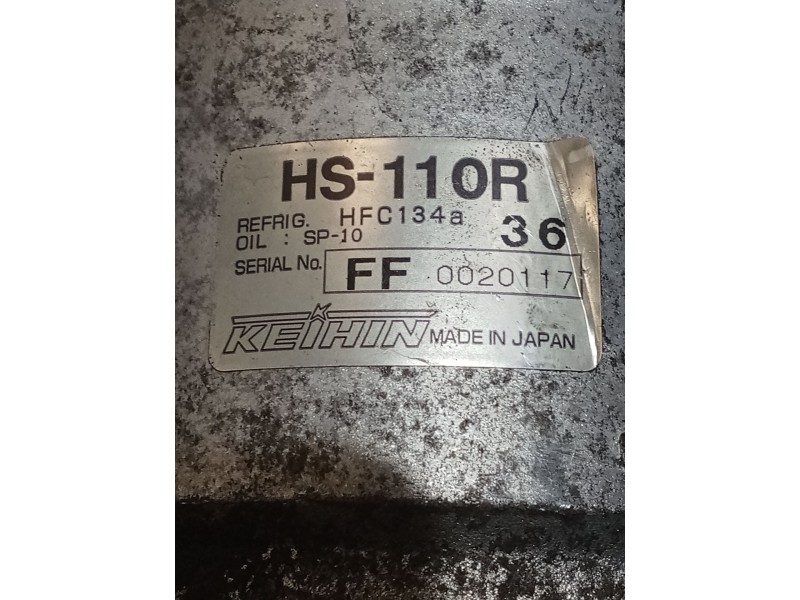 HS-110R
REFRIG. HFC134a
OIL : SP-10 36
SERIAL No. FF 0020117
KEIHIN MADE IN JAPAN